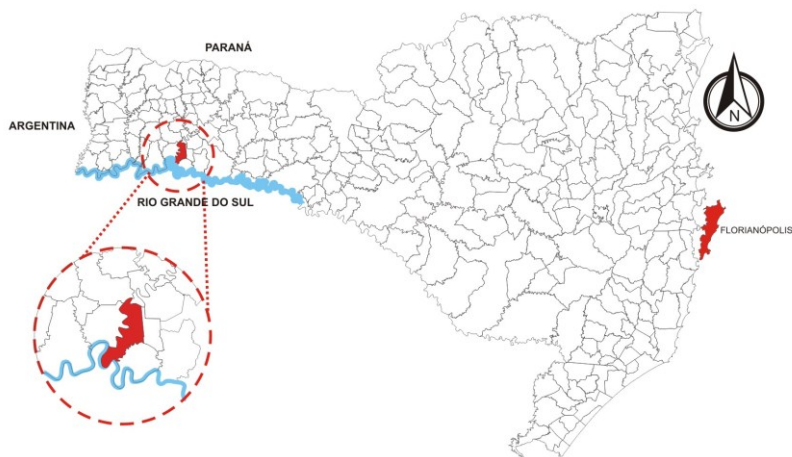 PARANÁ
ARGENTINA
N
RIO GRANDE DO SUL
FLORIANÓPOLIS